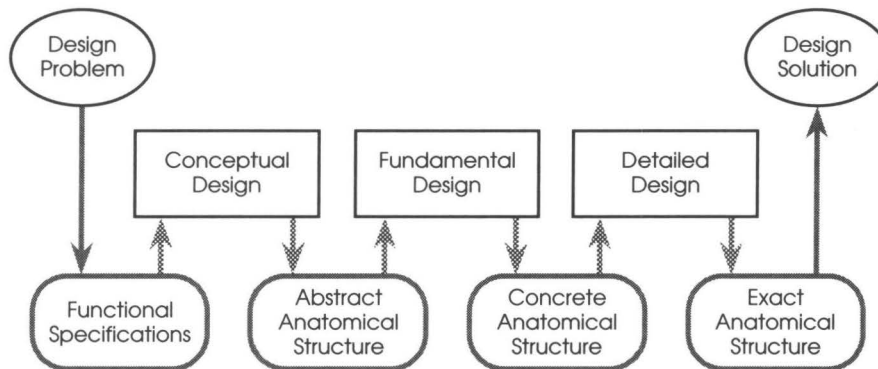 Design
Problem
Design
Solution
Conceptual
Design
Fundamental
Design
Detailed
Design
Functional
Specifications
Abstract
Anatomical
Structure
Concrete
Anatomical
Structure
Exact
Anatomical
Structure